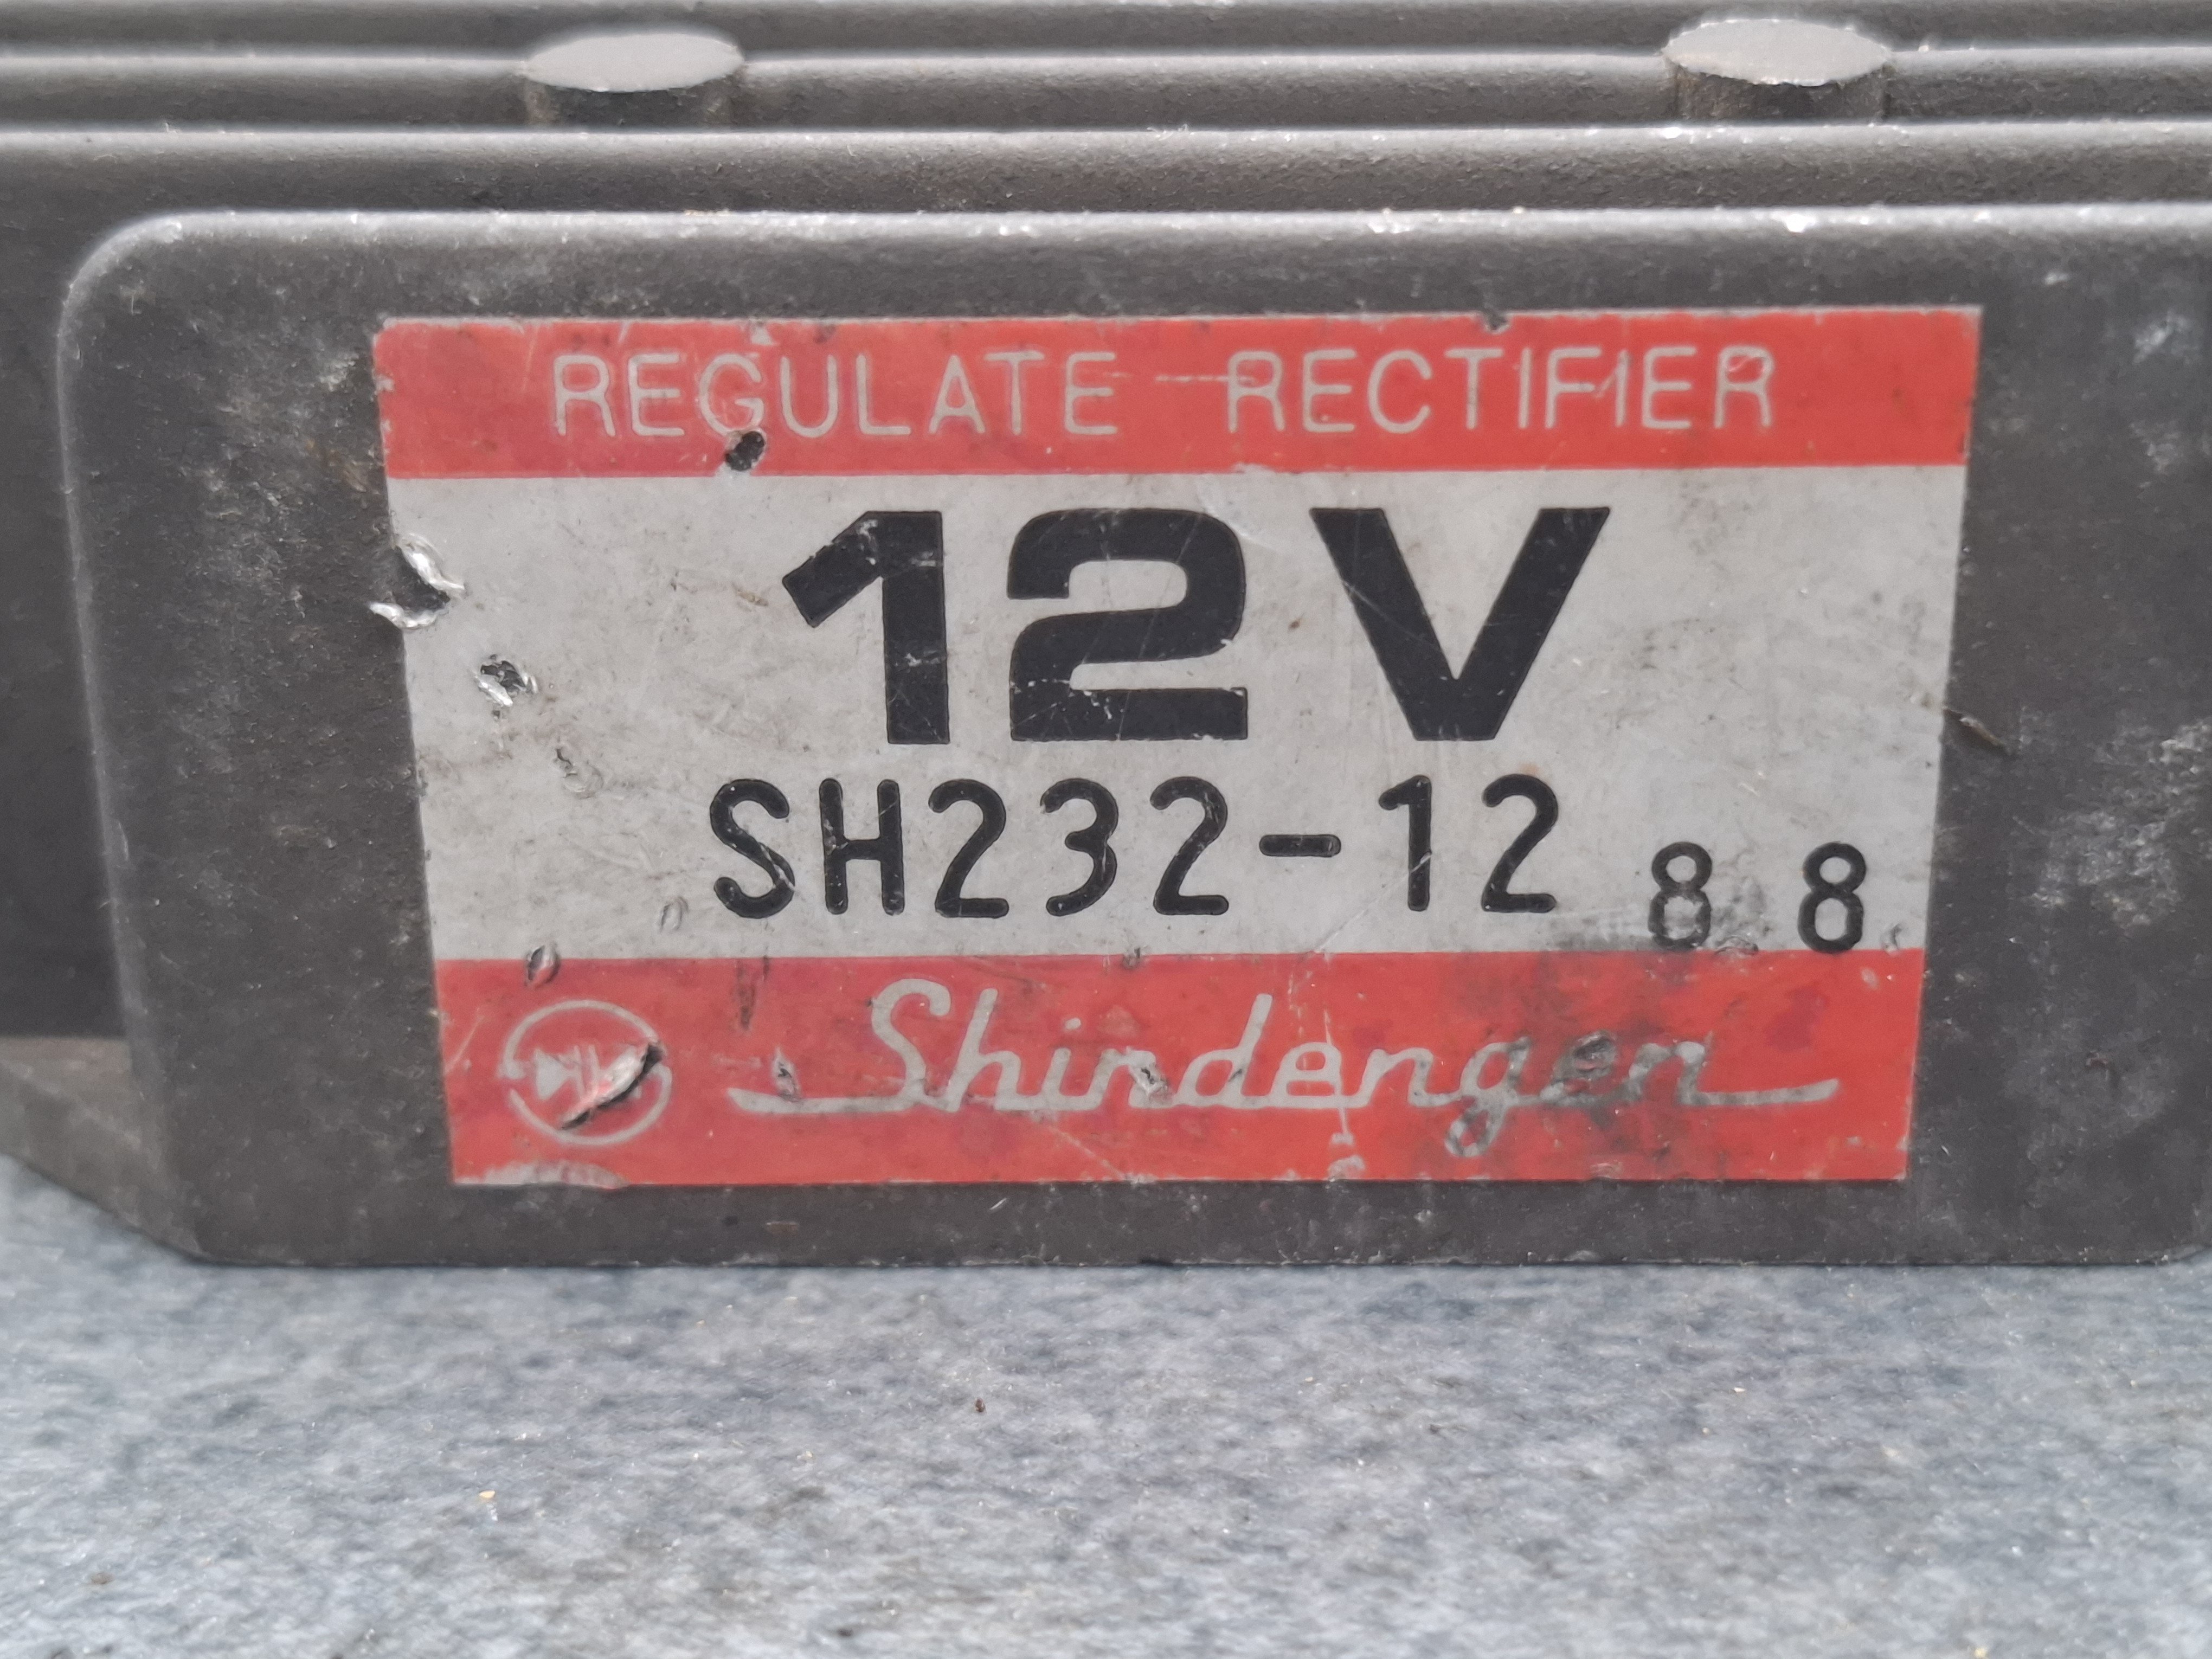 REGULATE RECTIFIER
12V
SH232-12 8 8
Shindengen